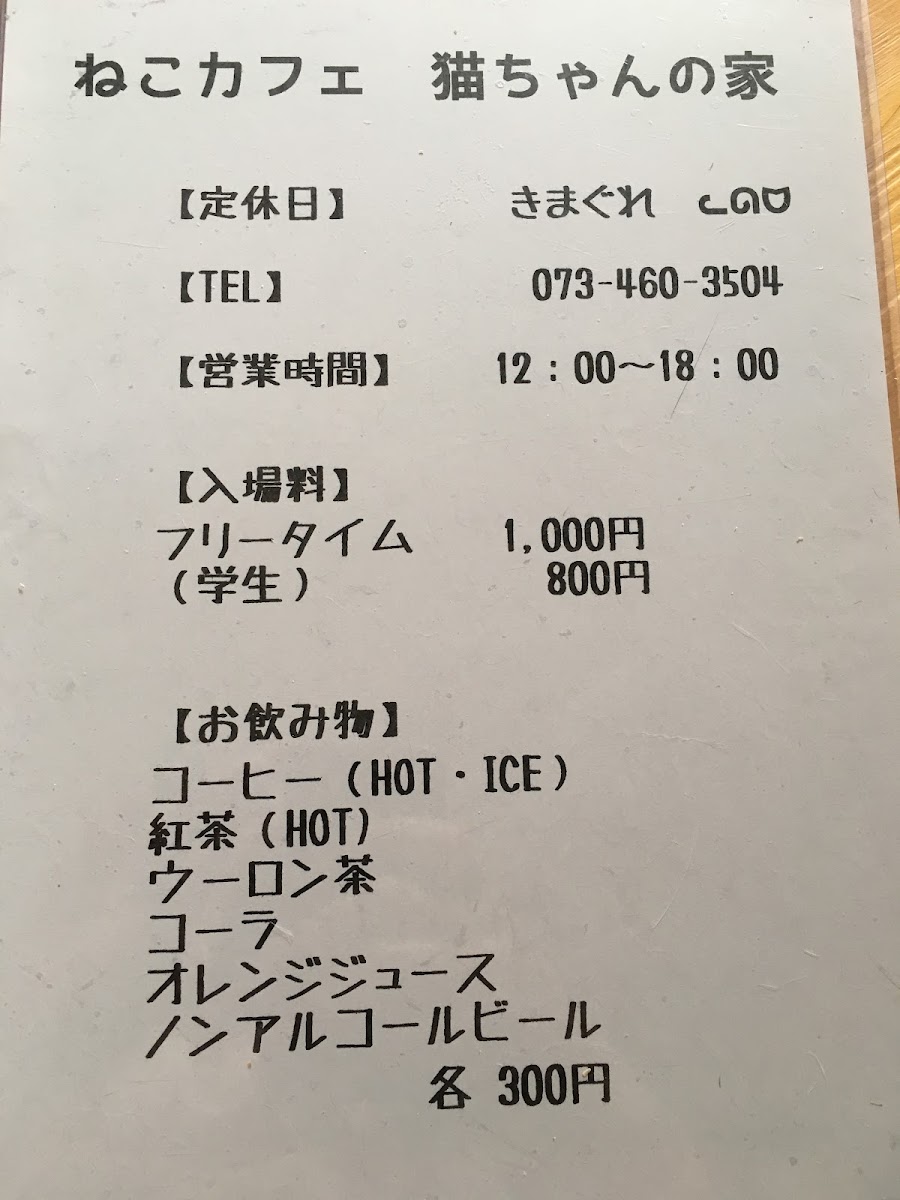 ねこカフェ 猫ちゃんの家
【定休日】 きまぐれ
【TEL】 073-460-3504
【営業時間】 12:00〜18:00
【入場料】
フリータイム 1,000円
(学生) 800円
【お飲み物】
コーヒー(HOT・ICE)
紅茶(HOT)
ウーロン茶
コーラ
オレンジジュース
ノンアルコールビール
各 300円